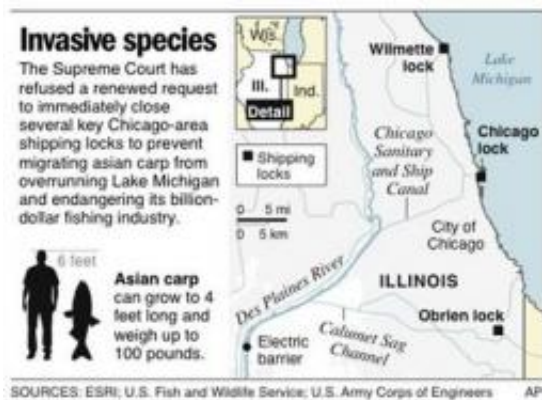 Invasive species
The Supreme Court has
refused a renewed request
to immediately close
several key Chicago-area
shipping locks to prevent
migrating asian carp from
overrunning Lake Michigan
and endangering its billion-
dollar fishing industry.
6 feet
Asian carp
can grow to 4
feet long and
weigh up to
100 pounds.
Wis.
Ill.
Ind.
Detail
Shipping
locks
0 5 mi
0 5 km
Wilmette
lock
Lake
Michigan
Chicago
Sanitary
and Ship
Canal
Chicago
lock
City of
Chicago
Des Plaines River
ILLINOIS
Obrien lock
Calumet Sag
Channel
Electric
barrier
SOURCES: ESRI; U.S. Fish and Wildlife Service; U.S. Army Corps of Engineers AP